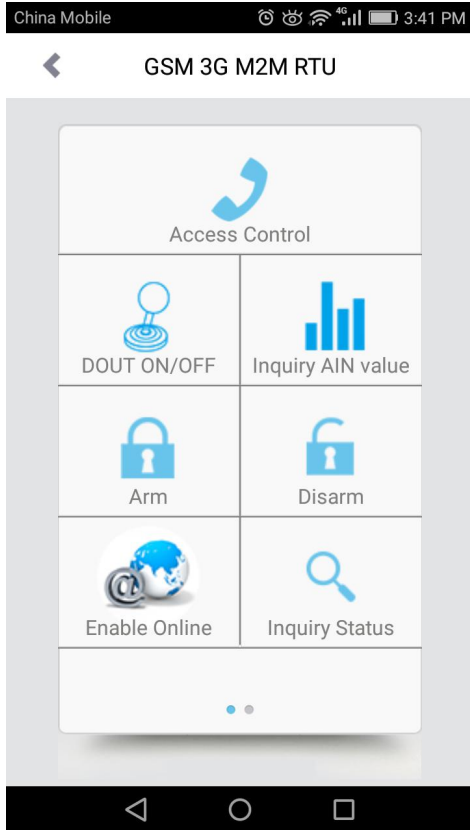 China Mobile 4G 3:41 PM
GSM 3G M2M RTU
Access Control
DOUT ON/OFF Inquiry AIN value
Arm Disarm
@
Enable Online Inquiry Status